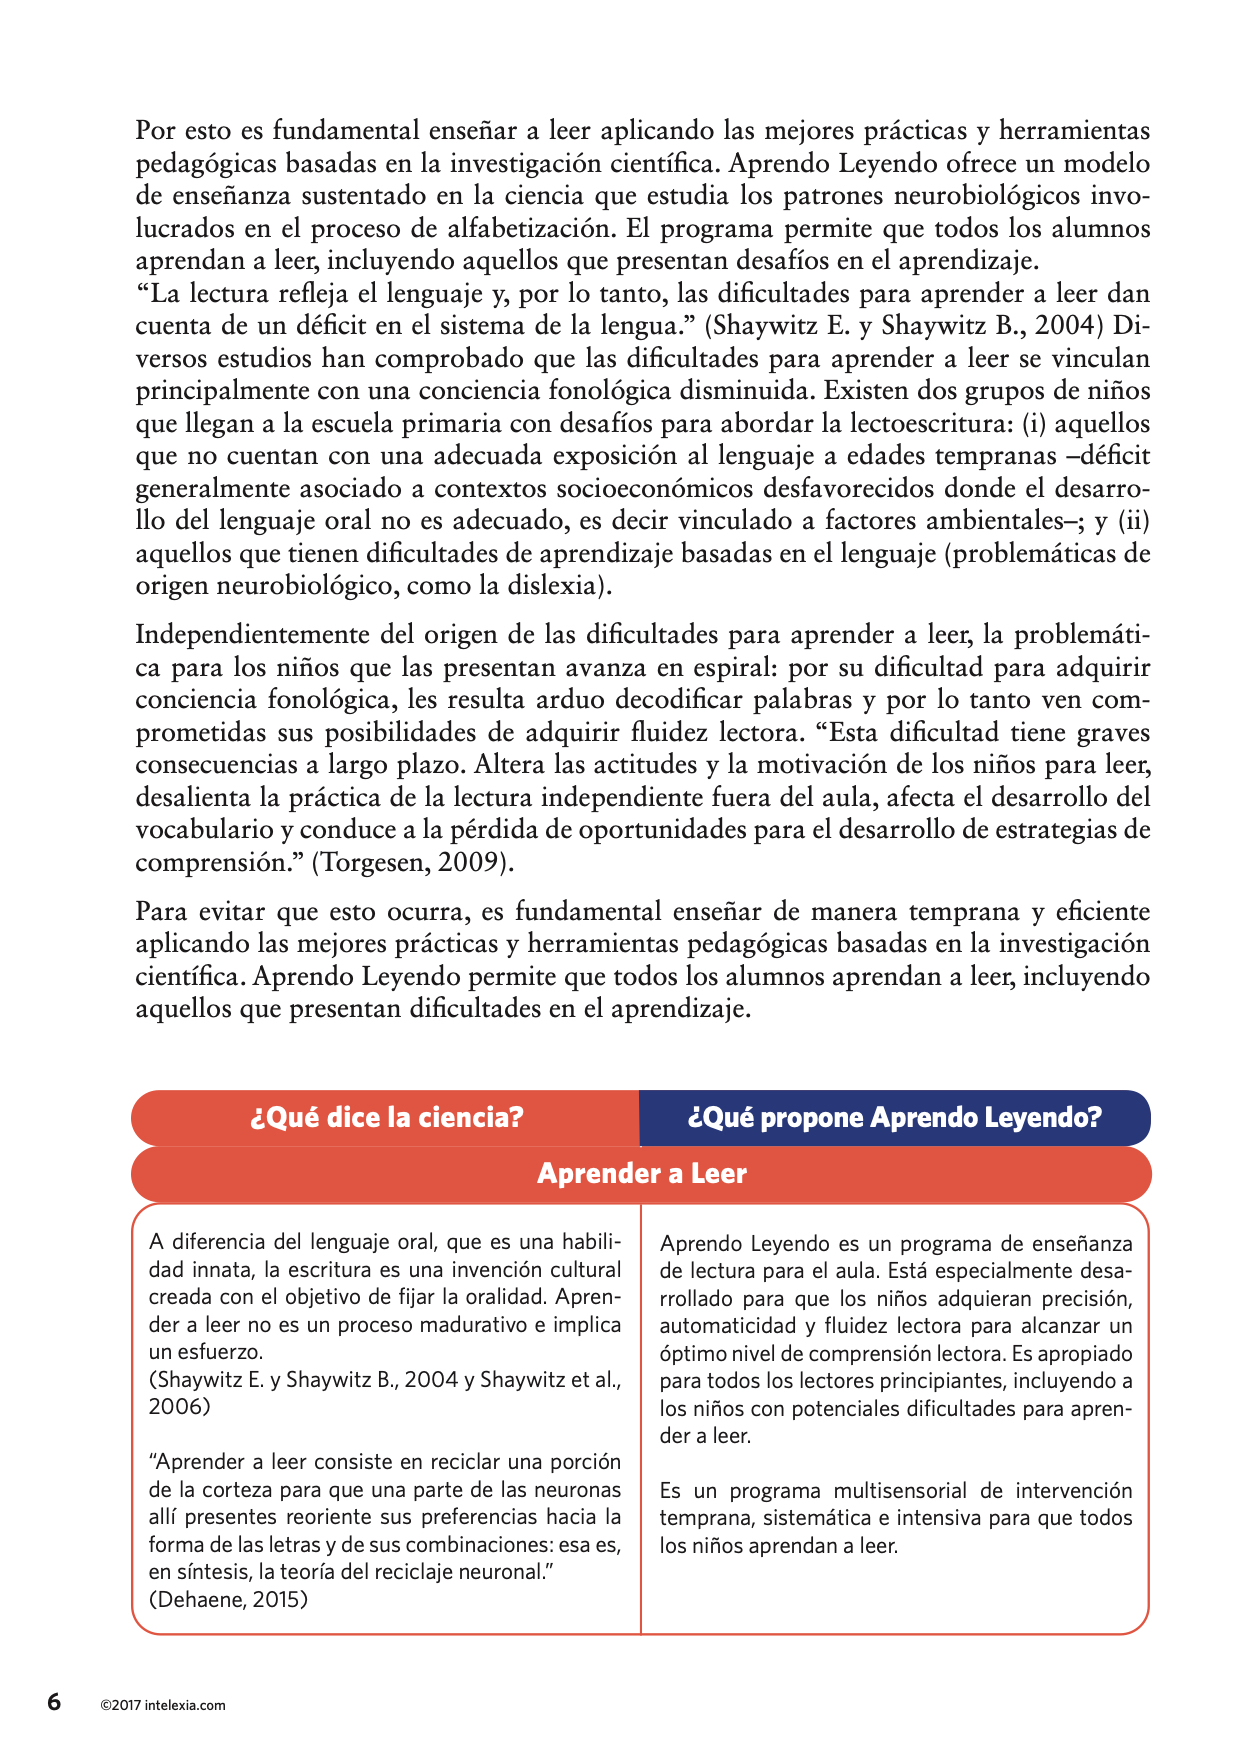 Por esto es fundamental enseñar a leer aplicando las mejores prácticas y herramientas
pedagógicas basadas en la investigación científica. Aprendo Leyendo ofrece un modelo
de enseñanza sustentado en la ciencia que estudia los patrones neurobiológicos invo-
lucrados en el proceso de alfabetización. El programa permite que todos los alumnos
aprendan a leer, incluyendo aquellos que presentan desafíos en el aprendizaje.
“La lectura refleja el lenguaje y, por lo tanto, las dificultades para aprender a leer dan
cuenta de un déficit en el sistema de la lengua.” (Shaywitz E. y Shaywitz B., 2004) Di-
versos estudios han comprobado que las dificultades para aprender a leer se vinculan
principalmente con una conciencia fonológica disminuida. Existen dos grupos de niños
que llegan a la escuela primaria con desafíos para abordar la lectoescritura: (i) aquellos
que no cuentan con una adecuada exposición al lenguaje a edades tempranas –déficit
generalmente asociado a contextos socioeconómicos desfavorecidos donde el desarro-
llo del lenguaje oral no es adecuado, es decir vinculado a factores ambientales–; y (ii)
aquellos que tienen dificultades de aprendizaje basadas en el lenguaje (problemáticas de
origen neurobiológico, como la dislexia).
Independientemente del origen de las dificultades para aprender a leer, la problemáti-
ca para los niños que las presentan avanza en espiral: por su dificultad para adquirir
conciencia fonológica, les resulta arduo decodificar palabras y por lo tanto ven com-
prometidas sus posibilidades de adquirir fluidez lectora. “Esta dificultad tiene graves
consecuencias a largo plazo. Altera las actitudes y la motivación de los niños para leer,
desalienta la práctica de la lectura independiente fuera del aula, afecta el desarrollo del
vocabulario y conduce a la pérdida de oportunidades para el desarrollo de estrategias de
comprensión.” (Torgesen, 2009).
Para evitar que esto ocurra, es fundamental enseñar de manera temprana y eficiente
aplicando las mejores prácticas y herramientas pedagógicas basadas en la investigación
científica. Aprendo Leyendo permite que todos los alumnos aprendan a leer, incluyendo
aquellos que presentan dificultades en el aprendizaje.
¿Qué dice la ciencia?
¿Qué propone Aprendo Leyendo?
Aprender a Leer
A diferencia del lenguaje oral, que es una habili-
dad innata, la escritura es una invención cultural
creada con el objetivo de fijar la oralidad. Apren-
der a leer no es un proceso madurativo e implica
un esfuerzo.
(Shaywitz E. y Shaywitz B., 2004 y Shaywitz et al.,
2006)
“Aprender a leer consiste en reciclar una porción
de la corteza para que una parte de las neuronas
allí presentes reoriente sus preferencias hacia la
forma de las letras y de sus combinaciones: esa es,
en síntesis, la teoría del reciclaje neuronal.”
(Dehaene, 2015)
Aprendo Leyendo es un programa de enseñanza
de lectura para el aula. Está especialmente desa-
rrollado para que los niños adquieran precisión,
automaticidad y fluidez lectora para alcanzar un
óptimo nivel de comprensión lectora. Es apropiado
para todos los lectores principiantes, incluyendo a
los niños con potenciales dificultades para apren-
der a leer.
Es un programa multisensorial de intervención
temprana, sistemática e intensiva para que todos
los niños aprendan a leer.
6
©2017 intelexia.com